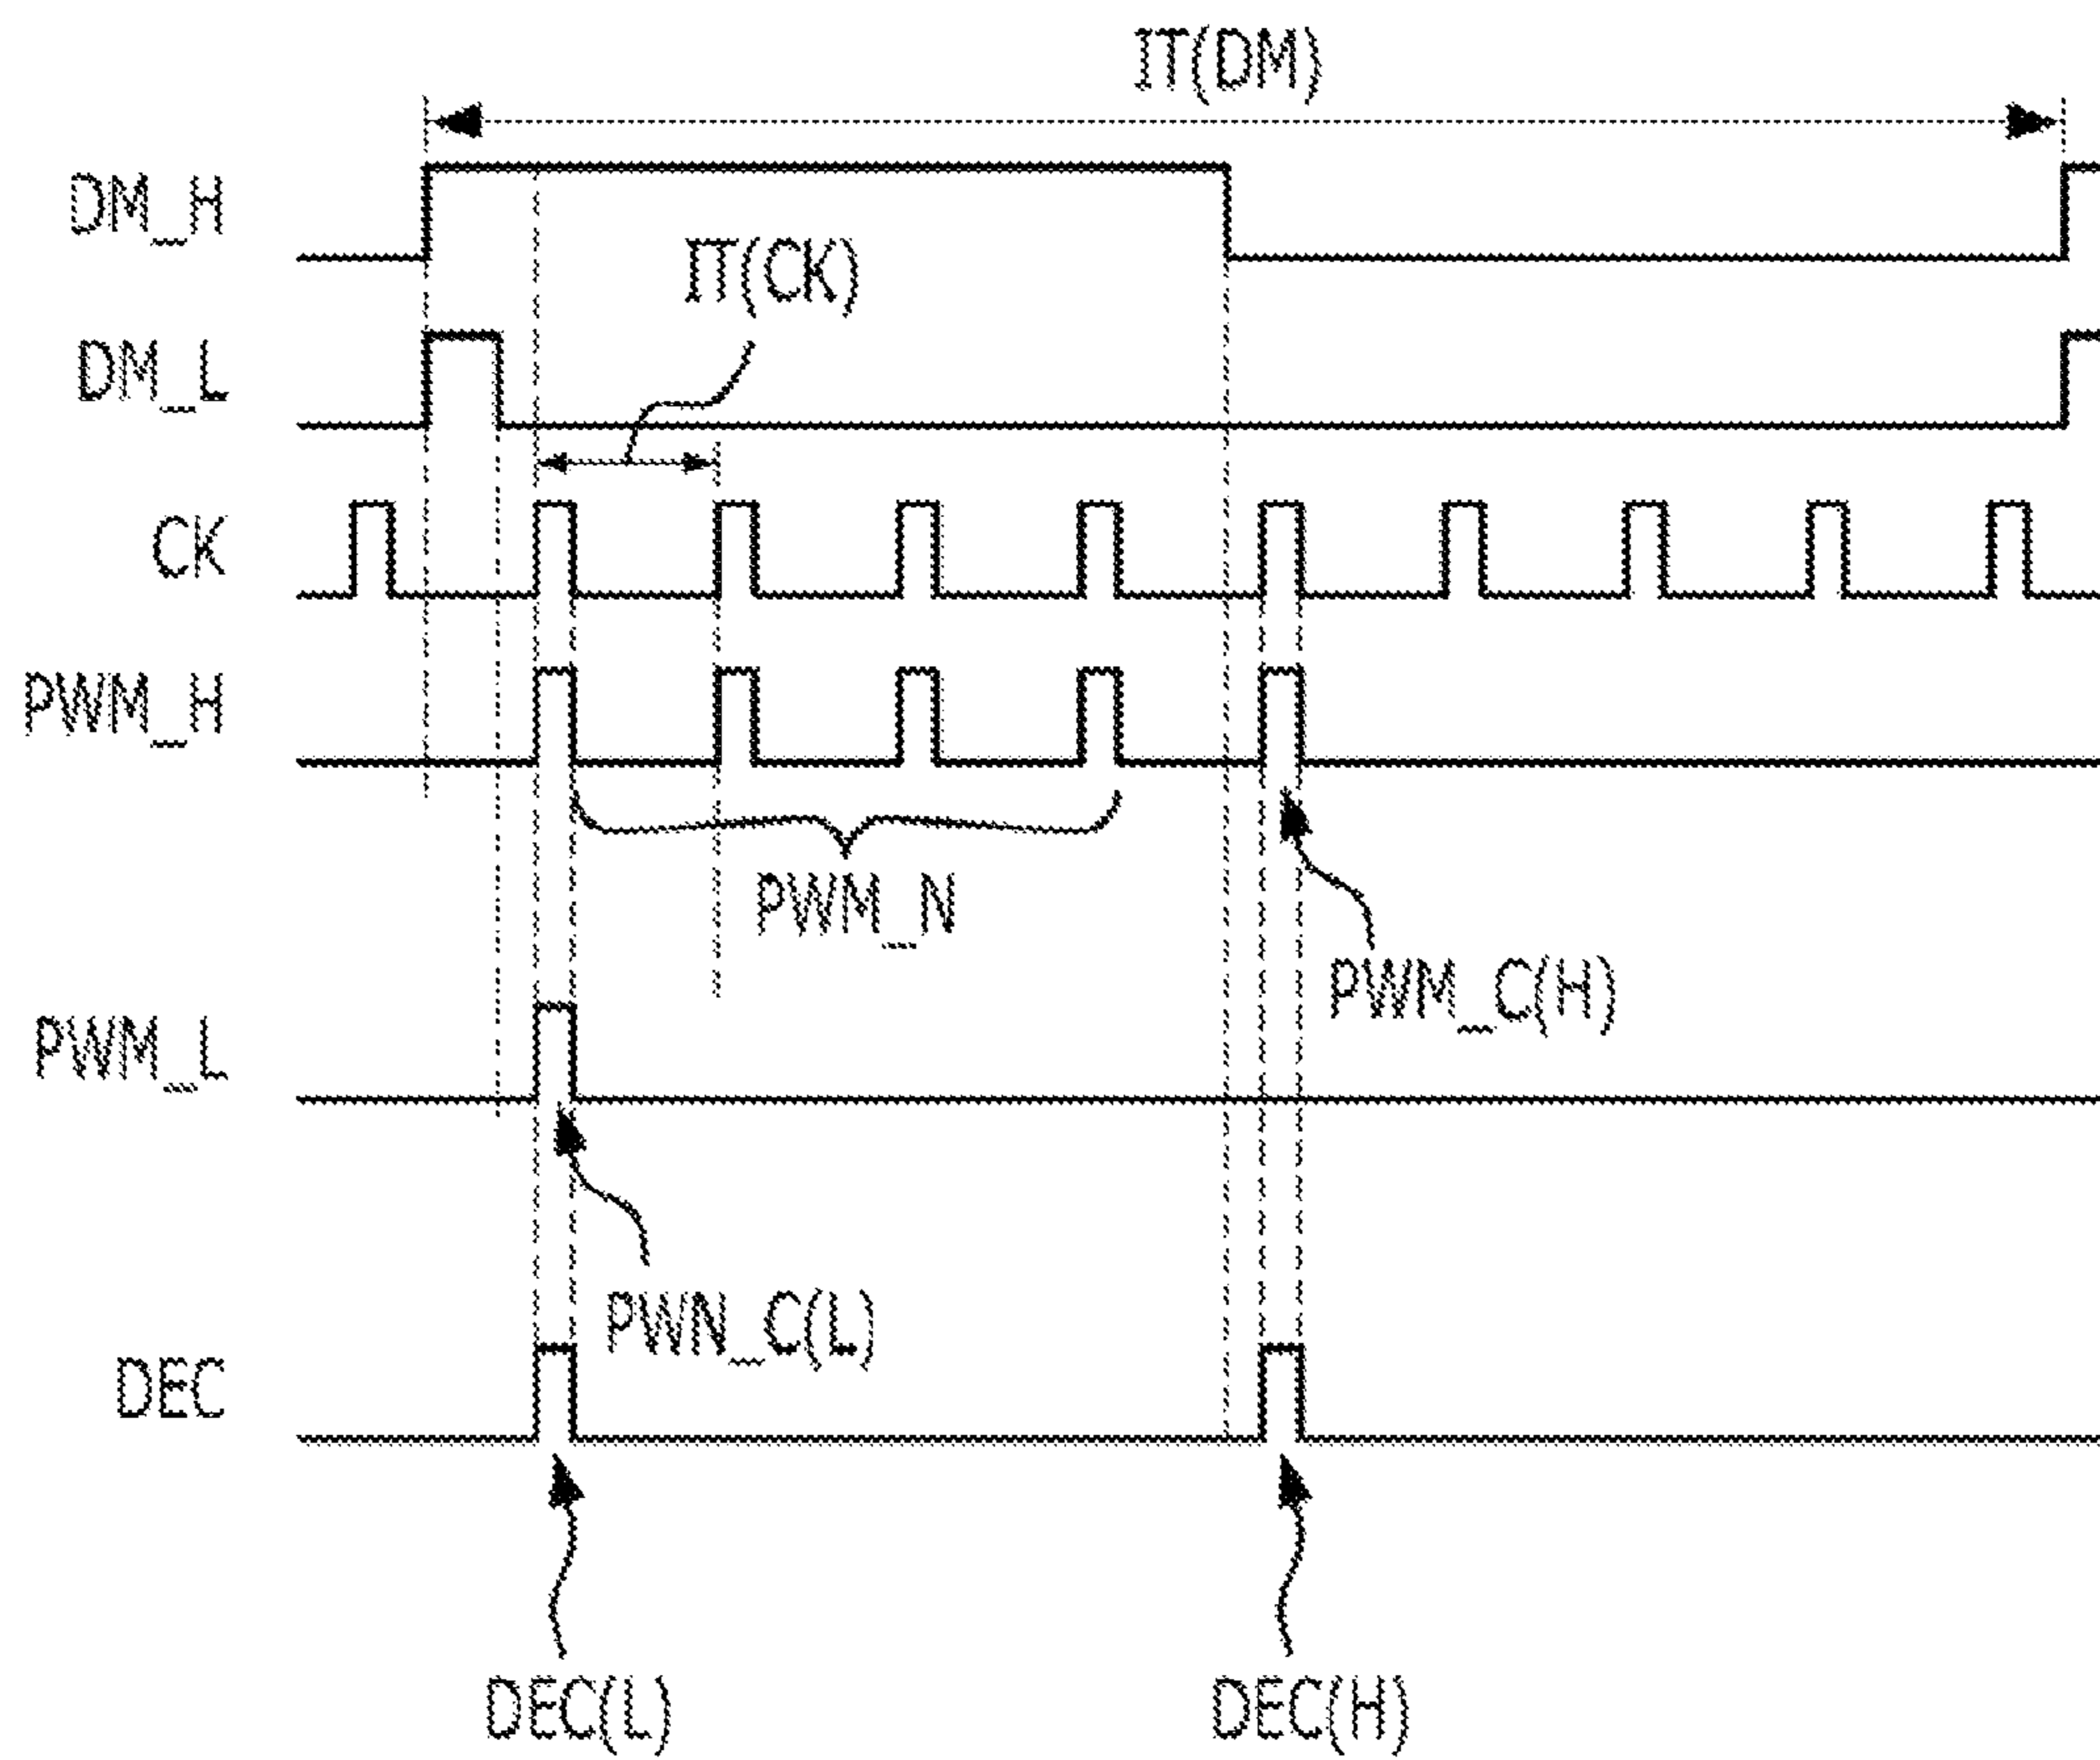 IT(DM)
DM_H
IT(CK)
DM_L
CK
PWM_H
PWM_N
PWM_C(H)
PWM_L
PWN_C(L)
DEC
DEC(L)
DEC(H)